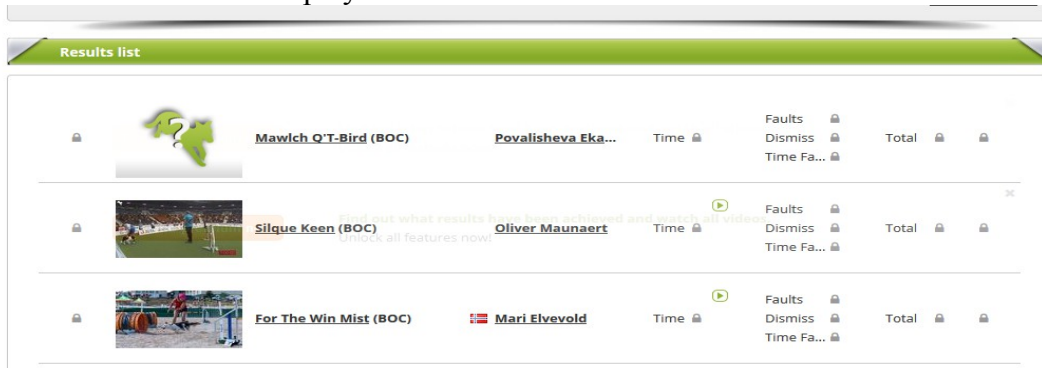 Results list
Mawlch Q'T-Bird (BOC) Povalisheva Eka... Time Faults Total
Dismiss
Time Fa...
Silque Keen (BOC) Oliver Maunaert Time Faults Total
Dismiss
Time Fa...
Find out what results have been achieved and watch all videos
Unlock all features now!
For The Win Mist (BOC) Mari Elvevold Time Faults Total
Dismiss
Time Fa...